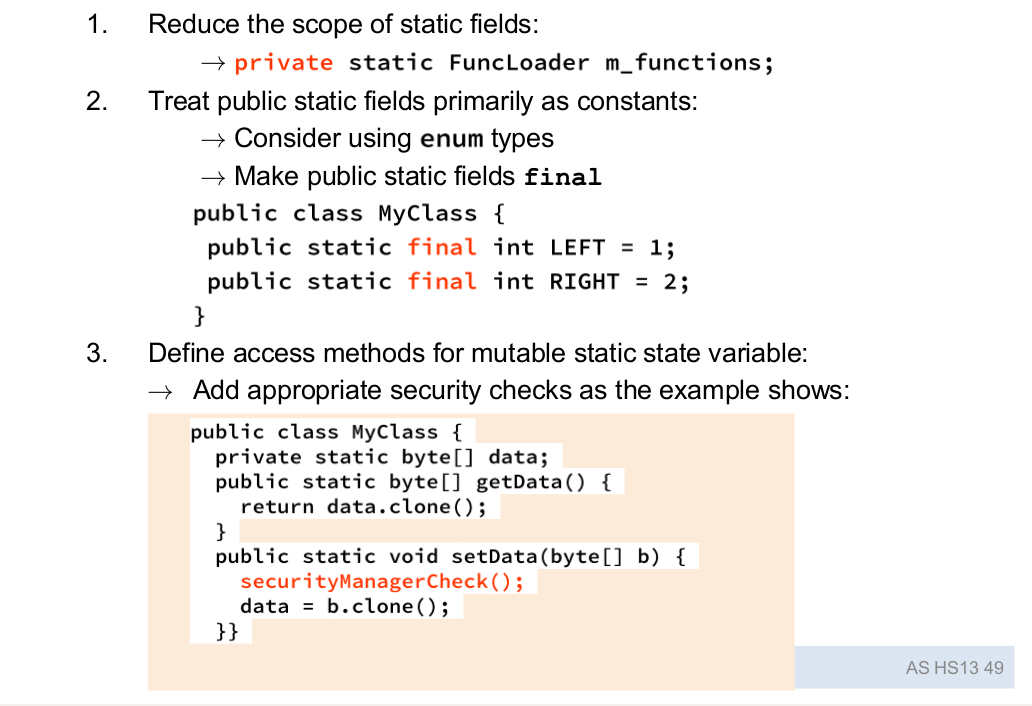 1. Reduce the scope of static fields:
→ private static FuncLoader m_functions;
2. Treat public static fields primarily as constants:
→ Consider using enum types
→ Make public static fields final
public class MyClass {
public static final int LEFT = 1;
public static final int RIGHT = 2;
}
3. Define access methods for mutable static state variable:
→ Add appropriate security checks as the example shows:
public class MyClass {
private static byte[] data;
public static byte[] getData() {
return data.clone();
}
public static void setData(byte[] b) {
securityManagerCheck();
data = b.clone();
}}
AS HS13 49